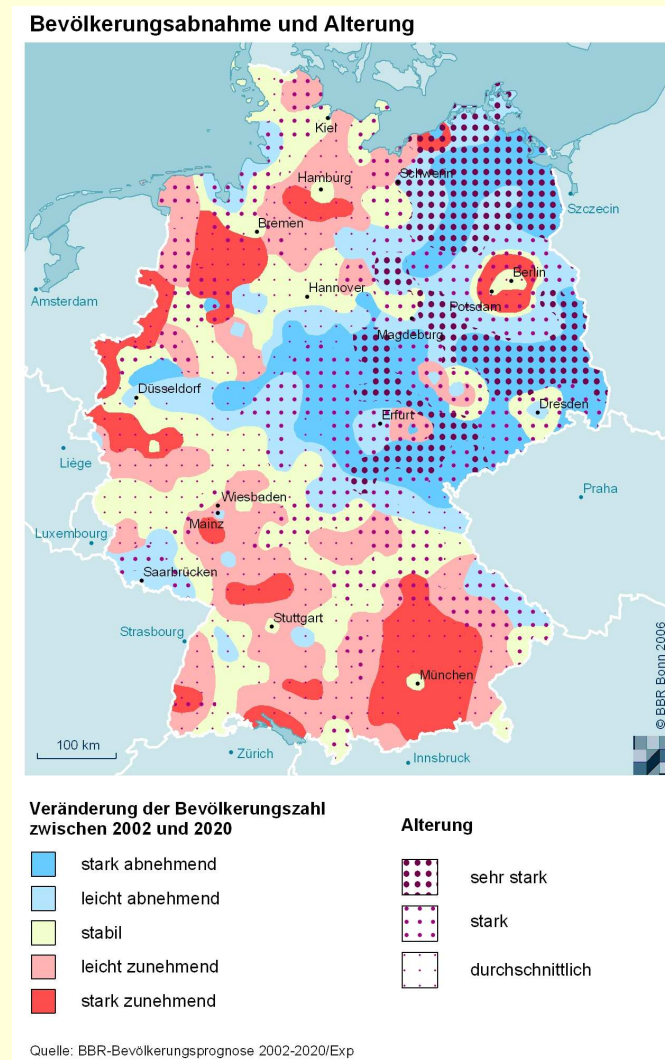 Bevölkerungsabnahme und Alterung
Kiel
Hamburg
Schwerin
Szczecin
Bremen
Amsterdam
Hannover
Berlin
Potsdam
Magdeburg
Düsseldorf
Erfurt
Dresden
Liège
Praha
Wiesbaden
Mainz
Luxembourg
Saarbrücken
Stuttgart
Strasbourg
München
© BBR Bonn 2006
100 km
Zürich
Innsbruck
Veränderung der Bevölkerungszahl
zwischen 2002 und 2020
stark abnehmend
leicht abnehmend
stabil
leicht zunehmend
stark zunehmend
Alterung
sehr stark
stark
durchschnittlich
Quelle: BBR-Bevölkerungsprognose 2002-2020/Exp